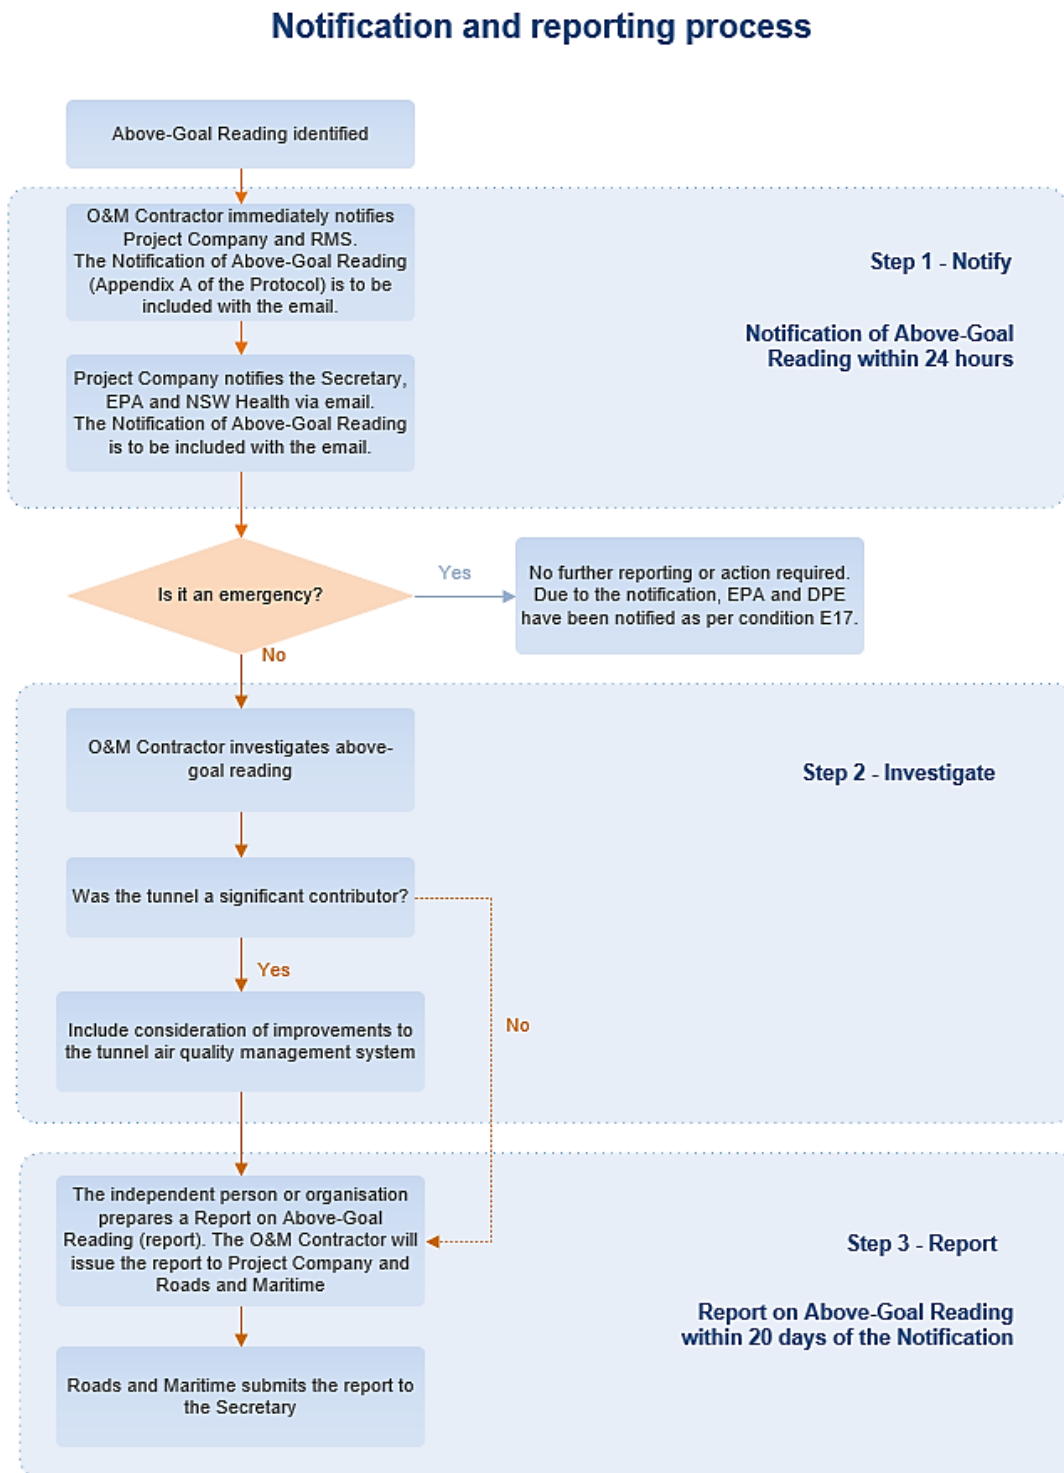 Notification and reporting process
Above-Goal Reading identified
O&M Contractor immediately notifies
Project Company and RMS.
The Notification of Above-Goal Reading
(Appendix A of the Protocol) is to be
included with the email.
Step 1 - Notify
Notification of Above-Goal
Reading within 24 hours
Project Company notifies the Secretary,
EPA and NSW Health via email.
The Notification of Above-Goal Reading
is to be included with the email.
Is it an emergency?
Yes
No further reporting or action required.
Due to the notification, EPA and DPE
have been notified as per condition E17.
No
O&M Contractor investigates above-
goal reading
Step 2 - Investigate
Was the tunnel a significant contributor?
Yes
No
Include consideration of improvements to
the tunnel air quality management system
The independent person or organisation
prepares a Report on Above-Goal
Reading (report). The O&M Contractor will
issue the report to Project Company and
Roads and Maritime
Step 3 - Report
Report on Above-Goal Reading
within 20 days of the Notification
Roads and Maritime submits the report to
the Secretary